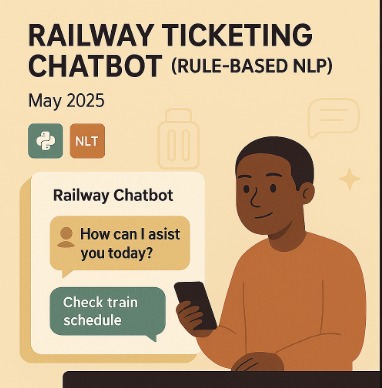 RAILWAY TICKETING
CHATBOT (RULE-BASED NLP)
May 2025
NLT
Railway Chatbot
How can I asist
you today?
Check train
schedule